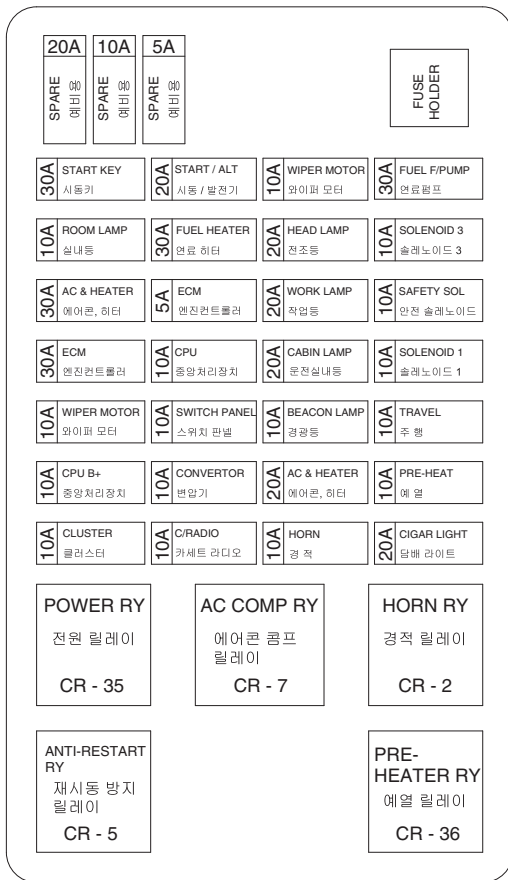 20A 10A 5A
SPARE 예비용
SPARE 예비용
SPARE 예비용
FUSE
HOLDER
30A START KEY 시동키
20A START / ALT 시동 / 발전기
10A WIPER MOTOR 와이퍼 모터
30A FUEL F/PUMP 연료펌프
10A ROOM LAMP 실내등
30A FUEL HEATER 연료 히터
20A HEAD LAMP 전조등
10A SOLENOID 3 솔레노이드 3
30A AC & HEATER 에어콘, 히터
5A ECM 엔진컨트롤러
20A WORK LAMP 작업등
10A SAFETY SOL 안전 솔레노이드
30A ECM 엔진컨트롤러
10A CPU 중앙처리장치
20A CABIN LAMP 운전실내등
10A SOLENOID 1 솔레노이드 1
10A WIPER MOTOR 와이퍼 모터
10A SWITCH PANEL 스위치 판넬
10A BEACON LAMP 경광등
10A TRAVEL 주 행
10A CPU B+ 중앙처리장치
10A CONVERTOR 변압기
20A AC & HEATER 에어콘, 히터
10A PRE-HEAT 예 열
10A CLUSTER 클러스터
10A C/RADIO 카세트 라디오
10A HORN 경 적
20A CIGAR LIGHT 담배 라이트
POWER RY
전원 릴레이
CR - 35
AC COMP RY
에어콘 콤프
릴레이
CR - 7
HORN RY
경적 릴레이
CR - 2
ANTI-RESTART
RY
재시동 방지
릴레이
CR - 5
PRE-
HEATER RY
예열 릴레이
CR - 36